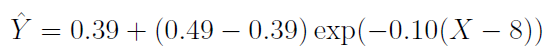 Ŷ = 0.39 + (0.49 − 0.39) exp(−0.10(X − 8))